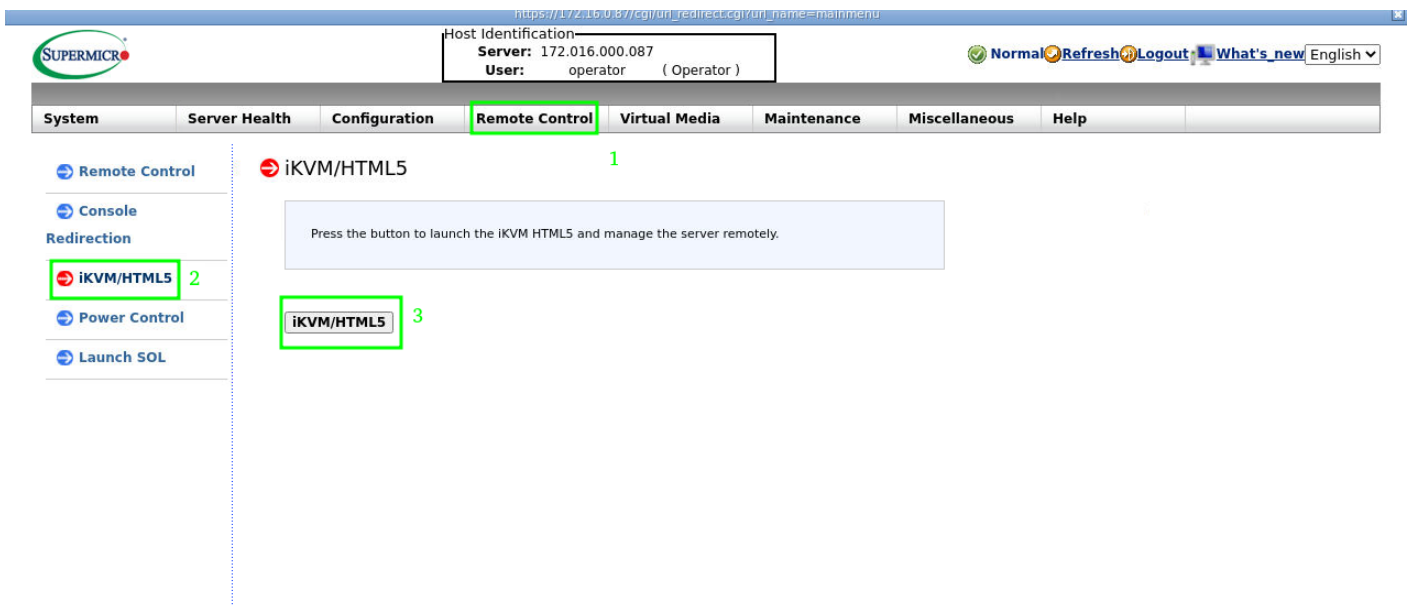 https://172.16.0.87/cgi/url_redirect.cgi?url_name=mainmenu
SUPERMICR
Host Identification
Server: 172.016.000.087
User: operator ( Operator )
Normal Refresh Logout What's_new English
System Server Health Configuration Remote Control Virtual Media Maintenance Miscellaneous Help
1
Remote Control
Console
Redirection
iKVM/HTML5
2
Power Control
Launch SOL
iKVM/HTML5
Press the button to launch the iKVM HTML5 and manage the server remotely.
iKVM/HTML5
3